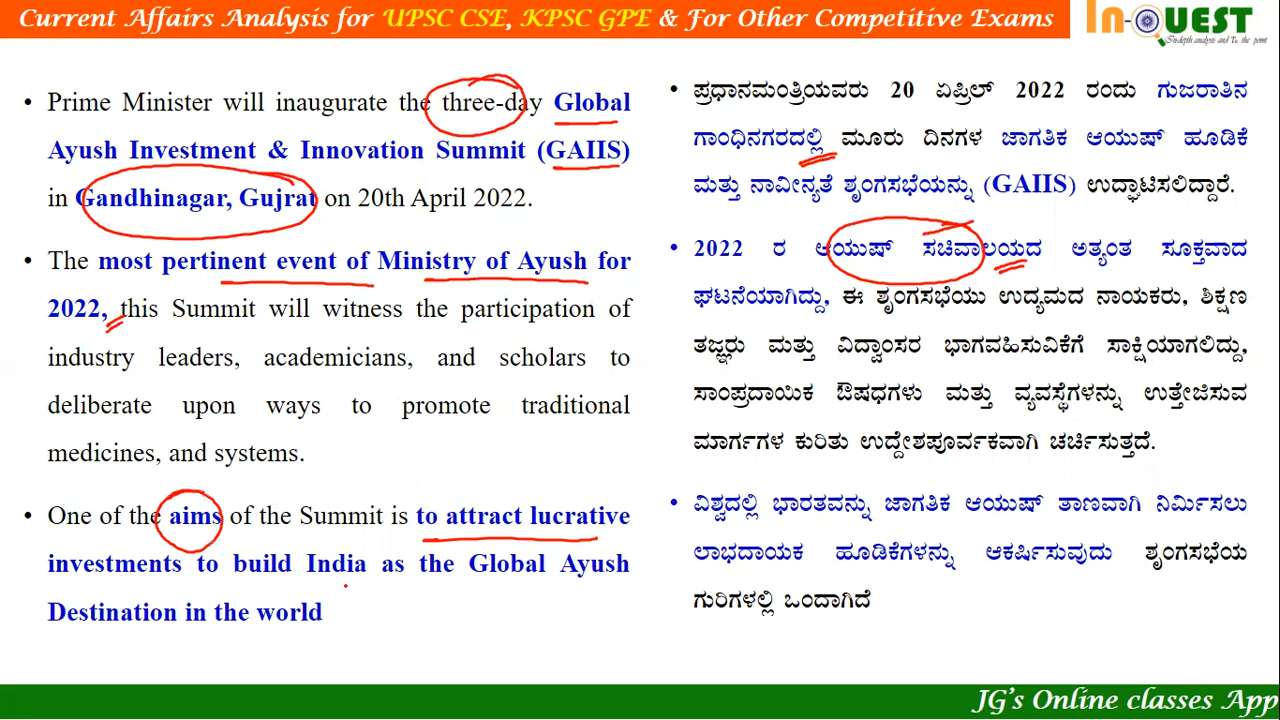 Current Affairs Analysis for UPSC CSE, KPSC GPE & For Other Competitive Exams
In-QUEST
In-depth analysis and To the point
• Prime Minister will inaugurate the three-day Global
Ayush Investment & Innovation Summit (GAIIS)
in Gandhinagar, Gujrat on 20th April 2022.
• The most pertinent event of Ministry of Ayush for
2022, this Summit will witness the participation of
industry leaders, academicians, and scholars to
deliberate upon ways to promote traditional
medicines, and systems.
• One of the aims of the Summit is to attract lucrative
investments to build India as the Global Ayush
Destination in the world
• ಪ್ರಧಾನಮಂತ್ರಿಯವರು 20 ಏಪ್ರಿಲ್ 2022 ರಂದು ಗುಜರಾತಿನ
ಗಾಂಧಿನಗರದಲ್ಲಿ ಮೂರು ದಿನಗಳ ಜಾಗತಿಕ ಆಯುಷ್ ಹೂಡಿಕೆ
ಮತ್ತು ನಾವೀನ್ಯತೆ ಶೃಂಗಸಭೆಯನ್ನು (GAIIS) ಉದ್ಘಾಟಿಸಲಿದ್ದಾರೆ.
• 2022 ರ ಆಯುಷ್ ಸಚಿವಾಲಯದ ಅತ್ಯಂತ ಸೂಕ್ತವಾದ
ಘಟನೆಯಾಗಿದ್ದು, ಈ ಶೃಂಗಸಭೆಯು ಉದ್ಯಮದ ನಾಯಕರು, ಶಿಕ್ಷಣ
ತಜ್ಞರು ಮತ್ತು ವಿದ್ವಾಂಸರ ಭಾಗವಹಿಸುವಿಕೆಗೆ ಸಾಕ್ಷಿಯಾಗಲಿದ್ದು,
ಸಾಂಪ್ರದಾಯಿಕ ಔಷಧಗಳು ಮತ್ತು ವ್ಯವಸ್ಥೆಗಳನ್ನು ಉತ್ತೇಜಿಸುವ
ಮಾರ್ಗಗಳ ಕುರಿತು ಉದ್ದೇಶಪೂರ್ವಕವಾಗಿ ಚರ್ಚಿಸುತ್ತದೆ.
• ವಿಶ್ವದಲ್ಲಿ ಭಾರತವನ್ನು ಜಾಗತಿಕ ಆಯುಷ್ ತಾಣವಾಗಿ ನಿರ್ಮಿಸಲು
ಲಾಭದಾಯಕ ಹೂಡಿಕೆಗಳನ್ನು ಆಕರ್ಷಿಸುವುದು ಶೃಂಗಸಭೆಯ
ಗುರಿಗಳಲ್ಲಿ ಒಂದಾಗಿದೆ
JG's Online classes App